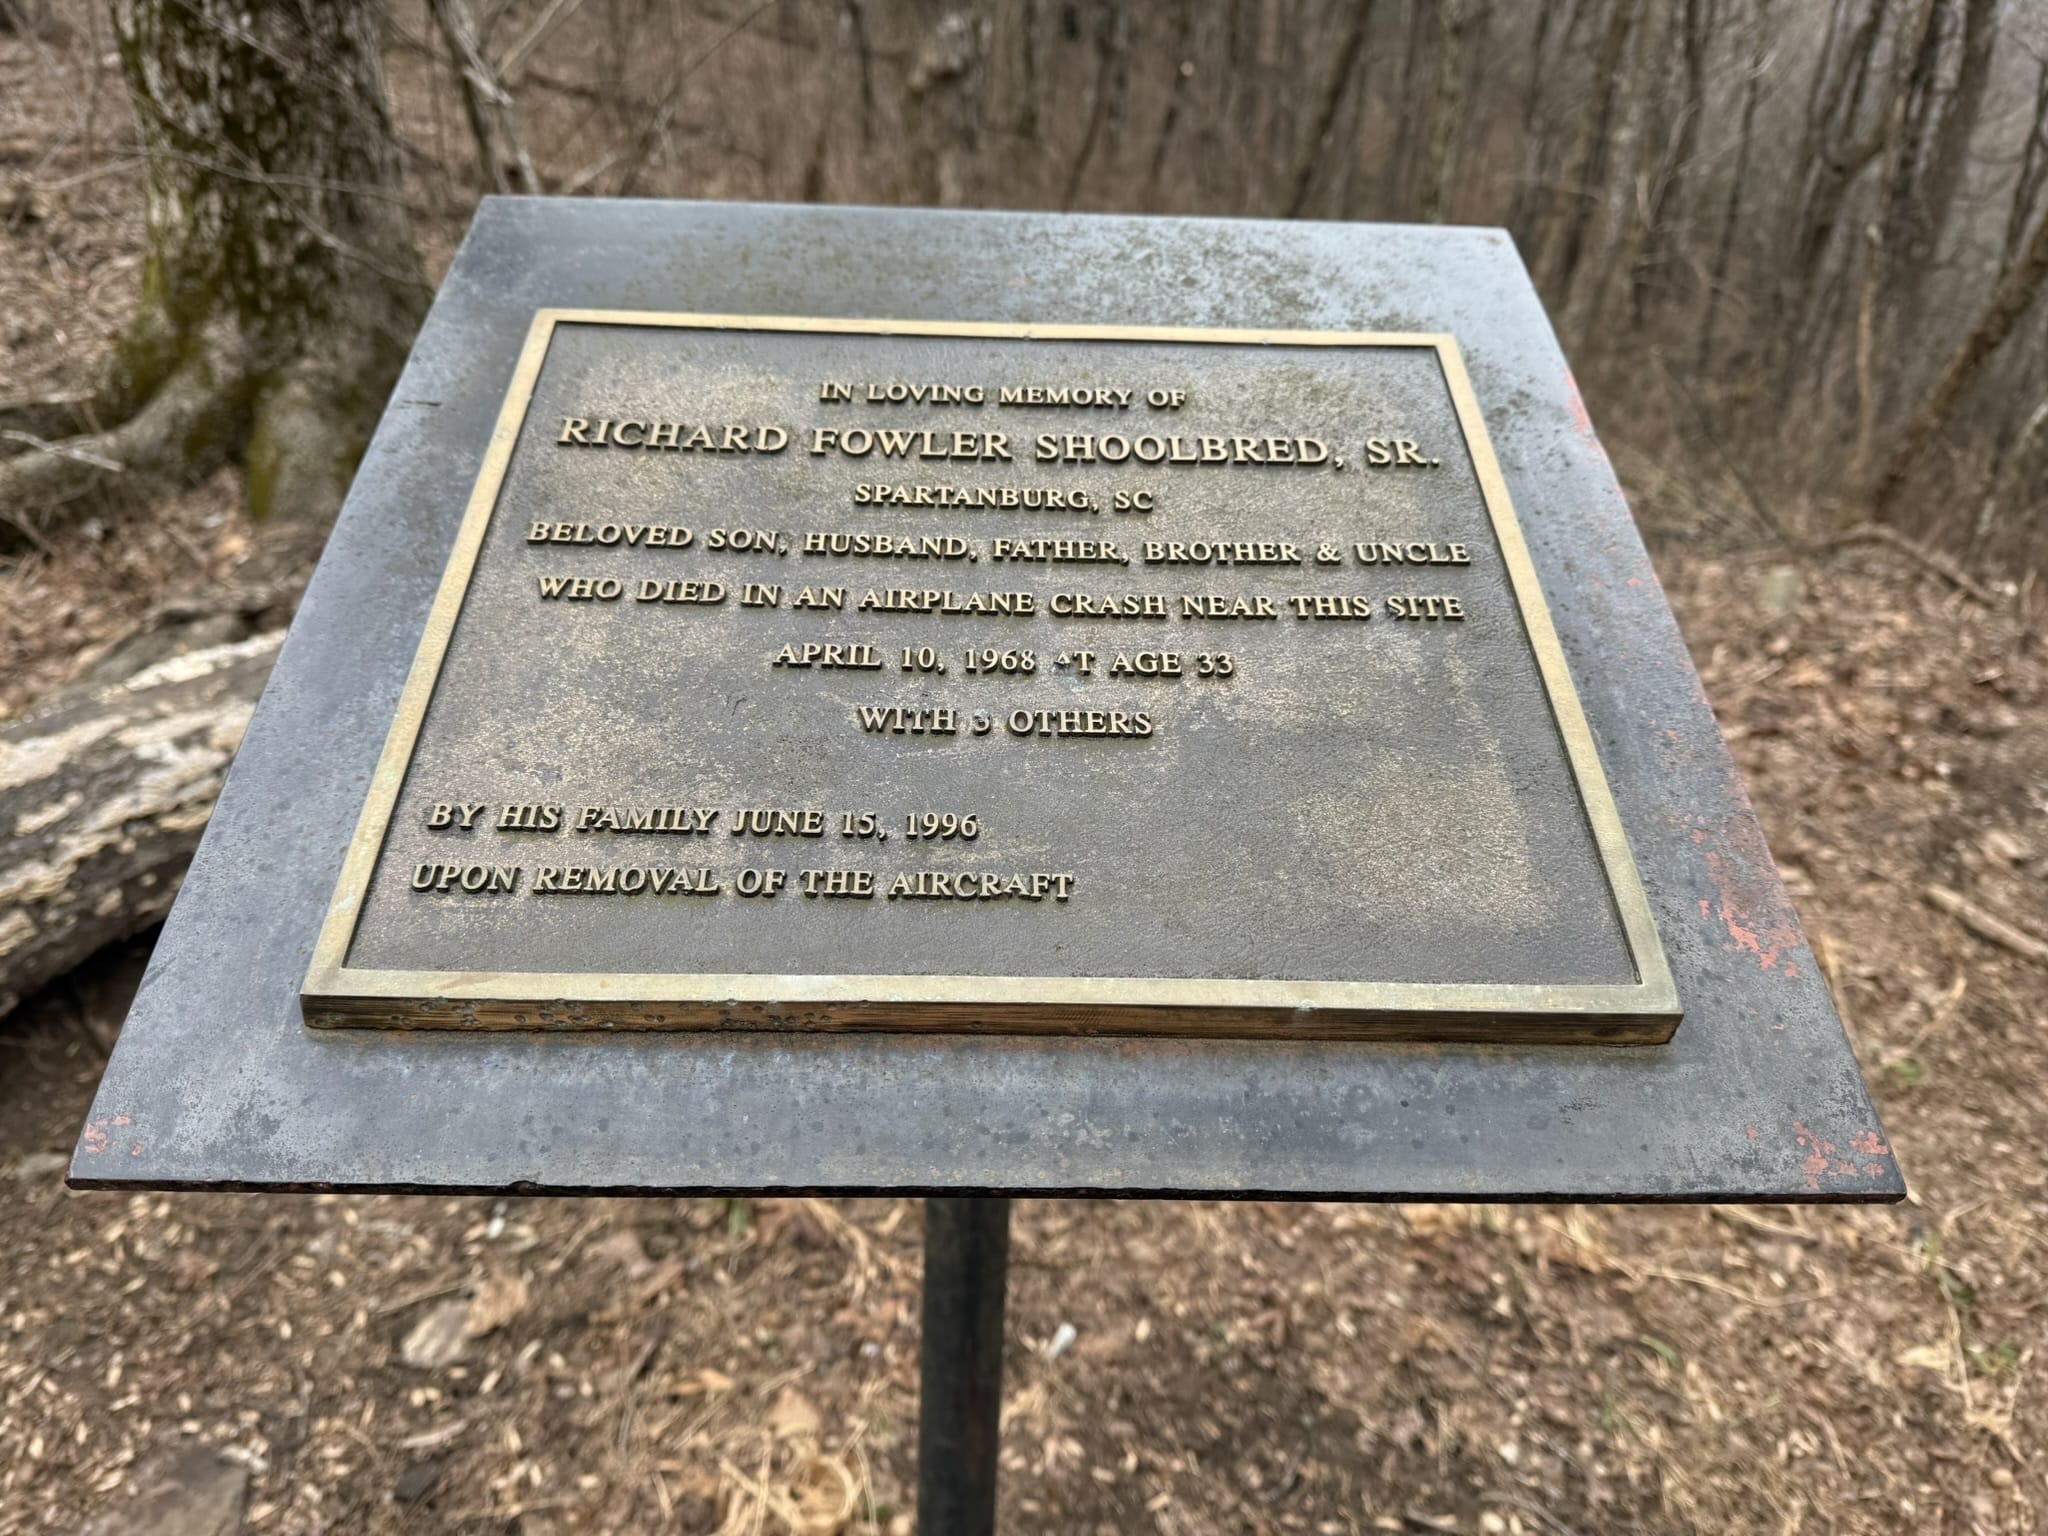 IN LOVING MEMORY OF
RICHARD FOWLER SHOOLBRED, SR.
SPARTANBURG, SC
BELOVED SON, HUSBAND, FATHER, BROTHER & UNCLE
WHO DIED IN AN AIRPLANE CRASH NEAR THIS SITE
APRIL 10, 1968 AT AGE 33
WITH 3 OTHERS
BY HIS FAMILY JUNE 15, 1996
UPON REMOVAL OF THE AIRCRAFT